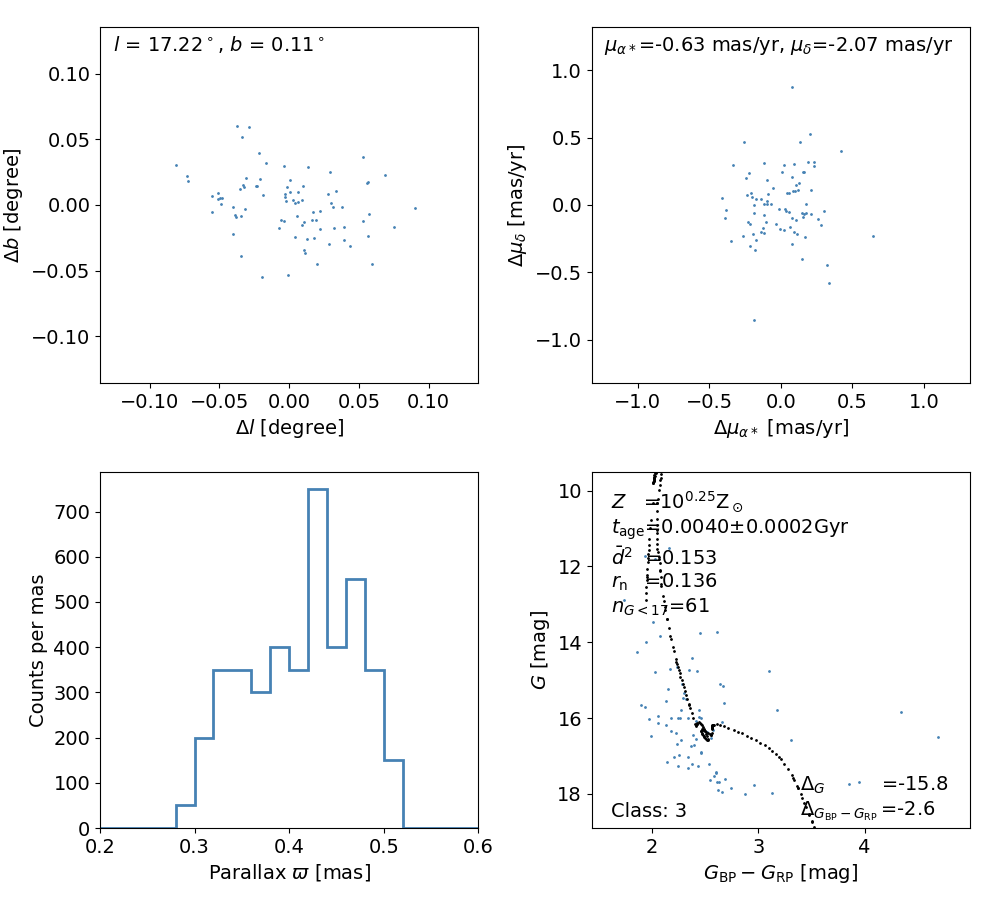 l = 17.22°, b = 0.11°
0.10
0.05
0.00
−0.05
−0.10
Δb [degree]
−0.10 −0.05 0.00 0.05 0.10
Δl [degree]
μα∗=-0.63 mas/yr, μδ=-2.07 mas/yr
1.0
0.5
0.0
−0.5
−1.0
Δμδ [mas/yr]
−1.0 −0.5 0.0 0.5 1.0
Δμα∗ [mas/yr]
700
600
500
400
300
200
100
0
Counts per mas
0.2 0.3 0.4 0.5 0.6
Parallax ϖ [mas]
Z =10^0.25 Z⊙
t_age=0.0040±0.0002Gyr
d̄² =0.153
r_n =0.136
n_G<17=61
10
12
14
16
18
G [mag]
Δ_G =-15.8
Class: 3 Δ_GBP−GRP=-2.6
2 3 4
G_BP − G_RP [mag]